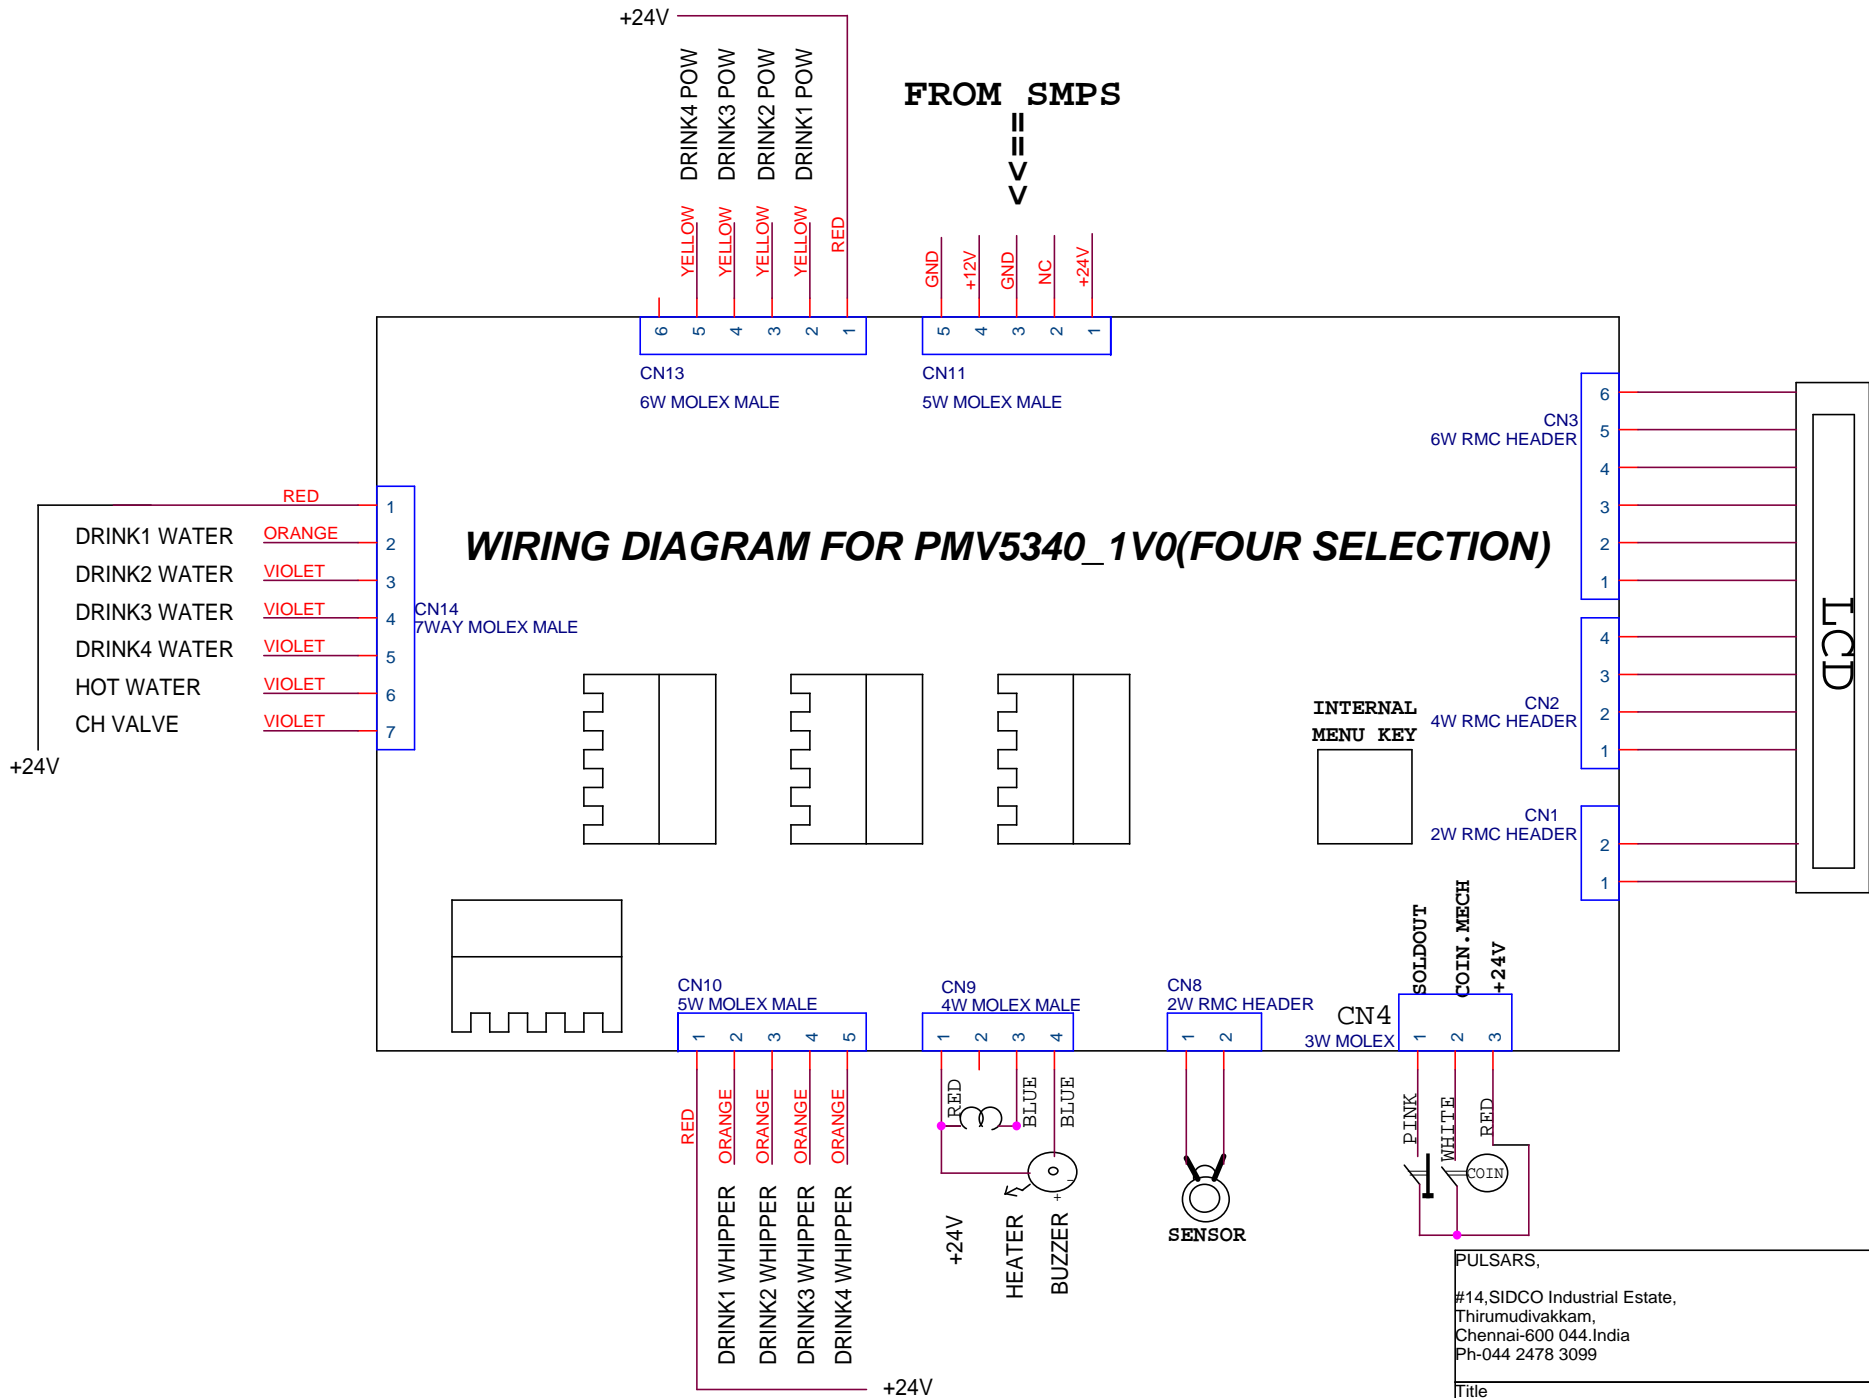 +24V
DRINK4 POW
DRINK3 POW
DRINK2 POW
DRINK1 POW
YELLOW
YELLOW
YELLOW
YELLOW
RED
FROM SMPS
==>>
GND
+12V
GND
NC
+24V
6 5 4 3 2 1
CN13
6W MOLEX MALE
5 4 3 2 1
CN11
5W MOLEX MALE
CN3
6W RMC HEADER
6
5
4
3
2
1
LCD
WIRING DIAGRAM FOR PMV5340_1V0(FOUR SELECTION)
RED 1
DRINK1 WATER ORANGE 2
DRINK2 WATER VIOLET 3
DRINK3 WATER VIOLET 4
DRINK4 WATER VIOLET 5
HOT WATER VIOLET 6
CH VALVE VIOLET 7
+24V
CN14
7WAY MOLEX MALE
INTERNAL
MENU KEY
CN2
4W RMC HEADER
4
3
2
1
CN1
2W RMC HEADER
2
1
CN10
5W MOLEX MALE
1 2 3 4 5
RED
ORANGE
ORANGE
ORANGE
ORANGE
DRINK1 WHIPPER
DRINK2 WHIPPER
DRINK3 WHIPPER
DRINK4 WHIPPER
+24V
CN9
4W MOLEX MALE
1 2 3 4
RED
BLUE
BLUE
- +
+24V
HEATER
BUZZER
CN8
2W RMC HEADER
1 2
SENSOR
SOLDOUT
COIN.MECH
+24V
CN4
3W MOLEX
1 2 3
PINK
WHITE
RED
COIN
PULSARS,
#14,SIDCO Industrial Estate,
Thirumudivakkam,
Chennai-600 044.India
Ph-044 2478 3099
Title